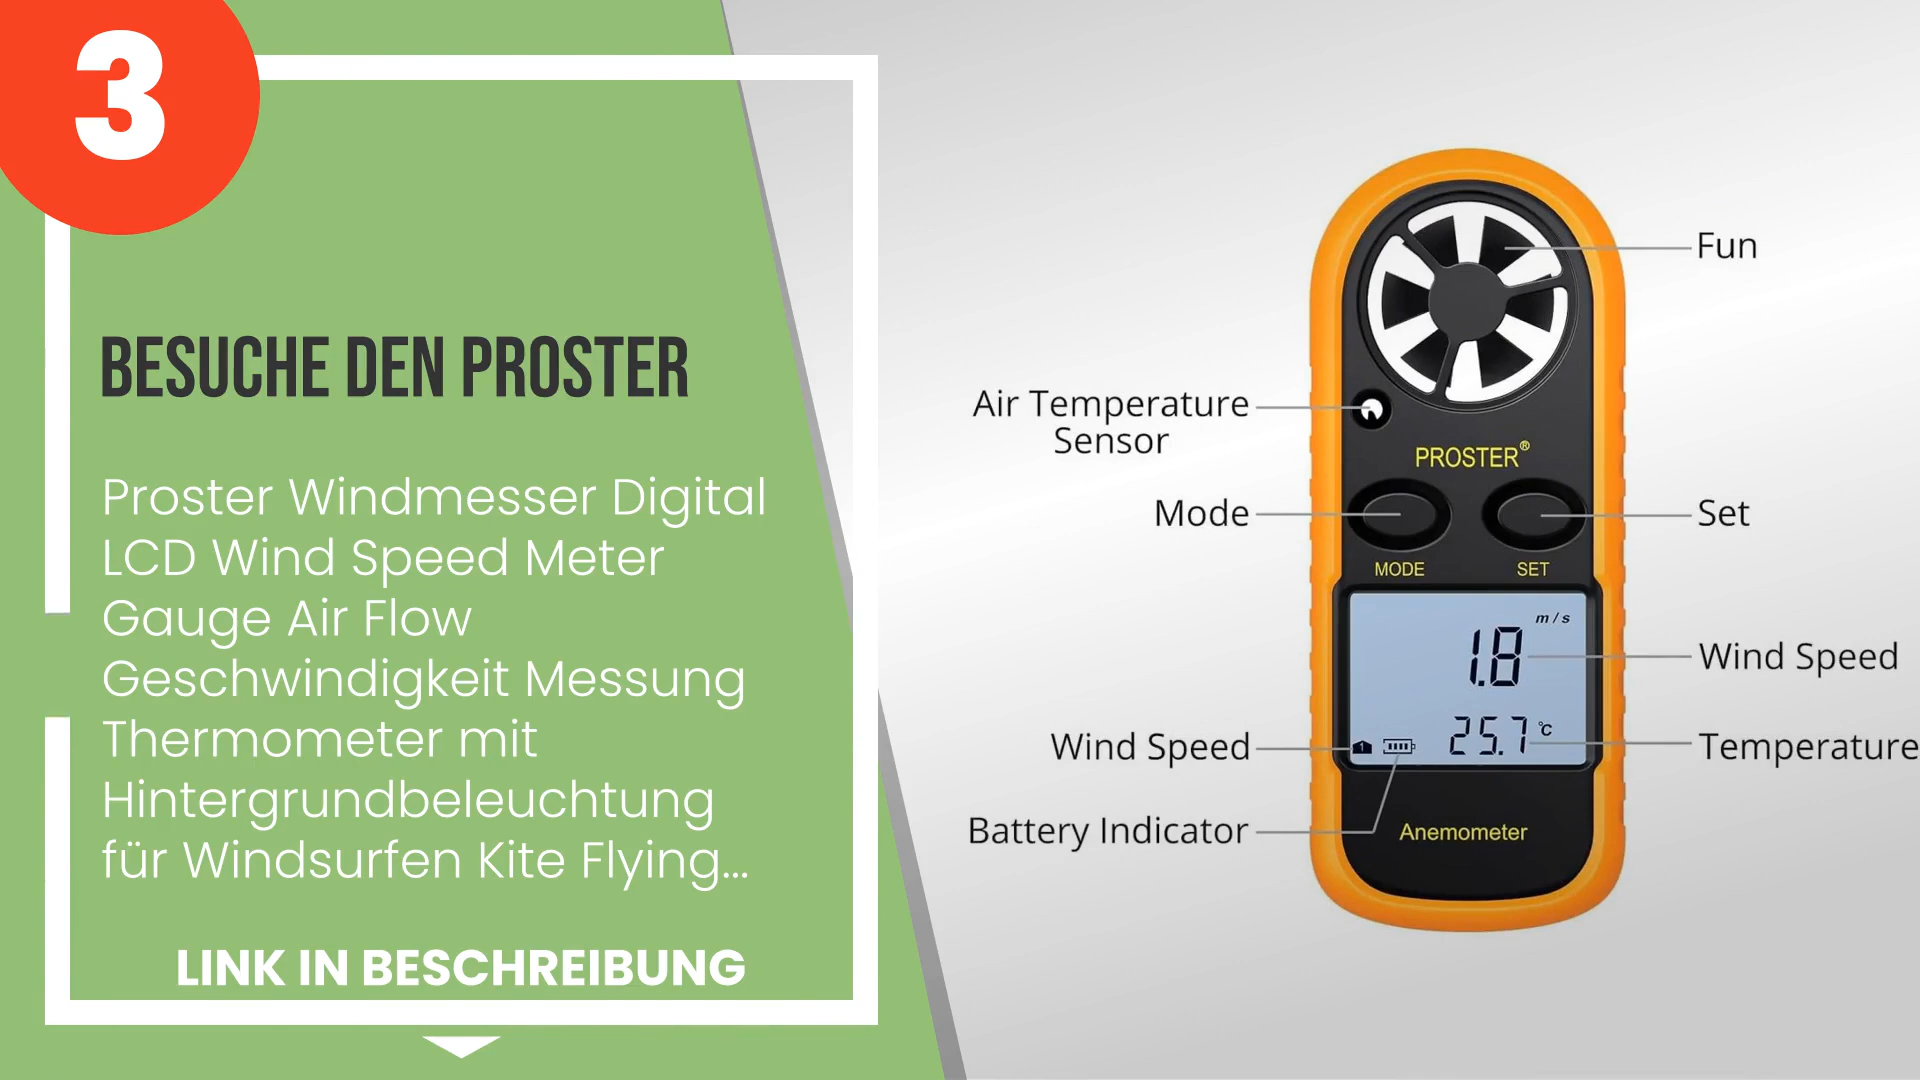 3
BESUCHE DEN PROSTER
Proster Windmesser Digital
LCD Wind Speed Meter
Gauge Air Flow
Geschwindigkeit Messung
Thermometer mit
Hintergrundbeleuchtung
für Windsurfen Kite Flying...
LINK IN BESCHREIBUNG
Fun
Air Temperature
Sensor
PROSTER®
Mode
Set
MODE
SET
m/s
1.8
Wind Speed
25.7 °C
Wind Speed
1
Temperature
Battery Indicator
Anemometer